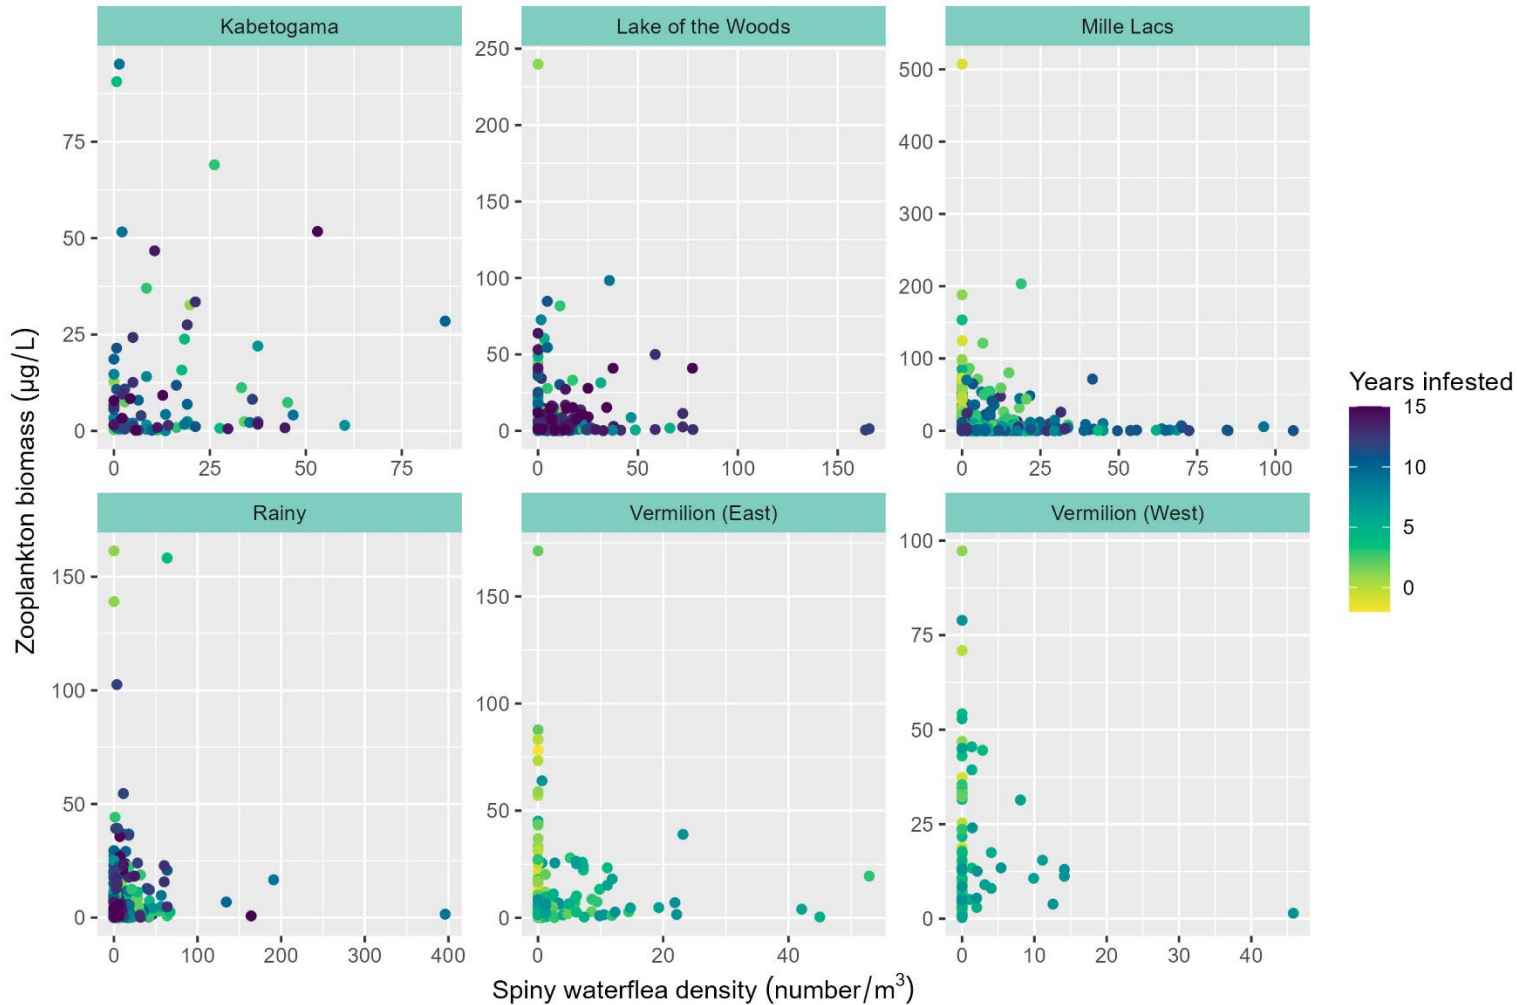 Kabetogama
Lake of the Woods
Mille Lacs
75
50
25
0
0 25 50 75
250
200
150
100
50
0
0 50 100 150
500
400
300
200
100
0
0 25 50 75 100
Rainy
Vermilion (East)
Vermilion (West)
150
100
50
0
0 100 200 300 400
150
100
50
0
0 20 40
100
75
50
25
0
0 10 20 30 40
Zooplankton biomass (µg/L)
Spiny waterflea density (number/m³)
Years infested
15
10
5
0